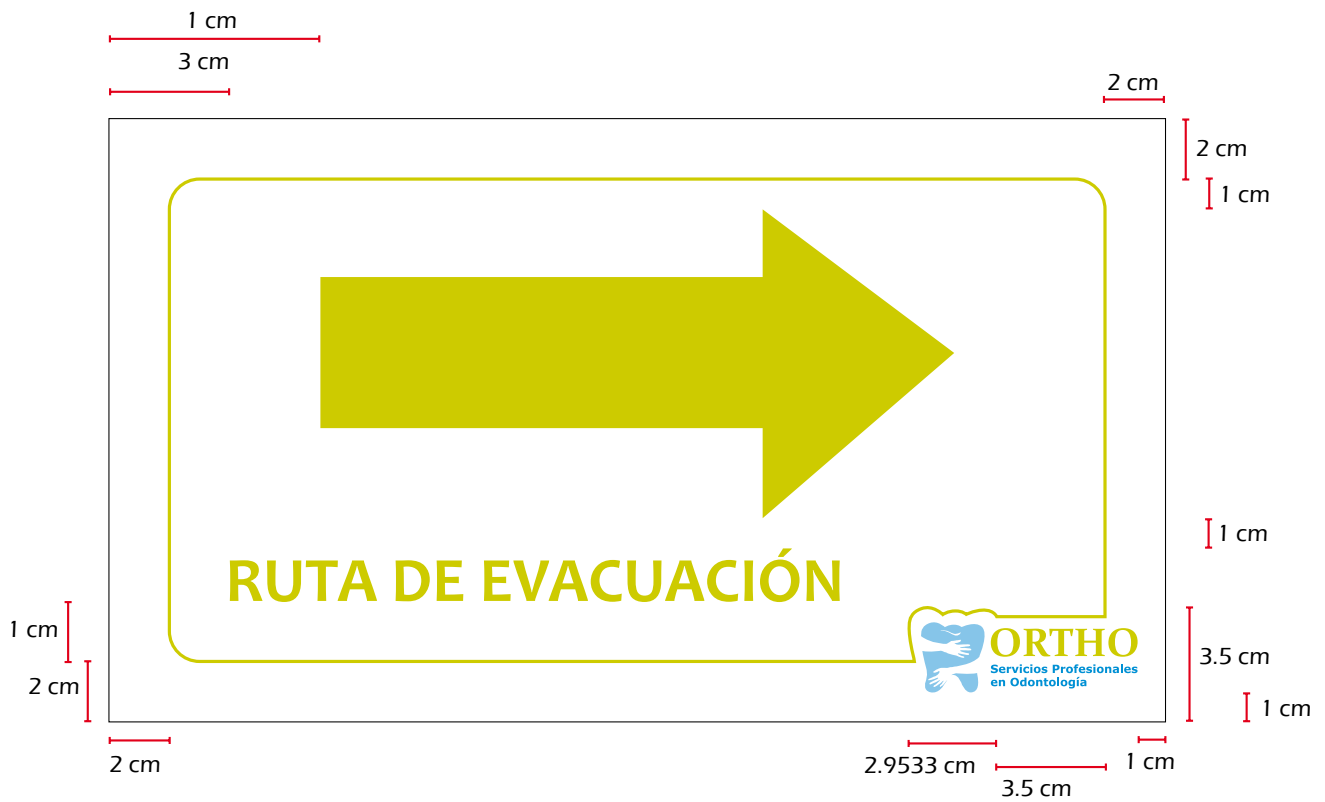 1 cm
3 cm
2 cm
2 cm
1 cm
1 cm
RUTA DE EVACUACIÓN
1 cm
2 cm
ORTHO
Servicios Profesionales
en Odontología
3.5 cm
1 cm
2 cm
2.9533 cm
3.5 cm
1 cm